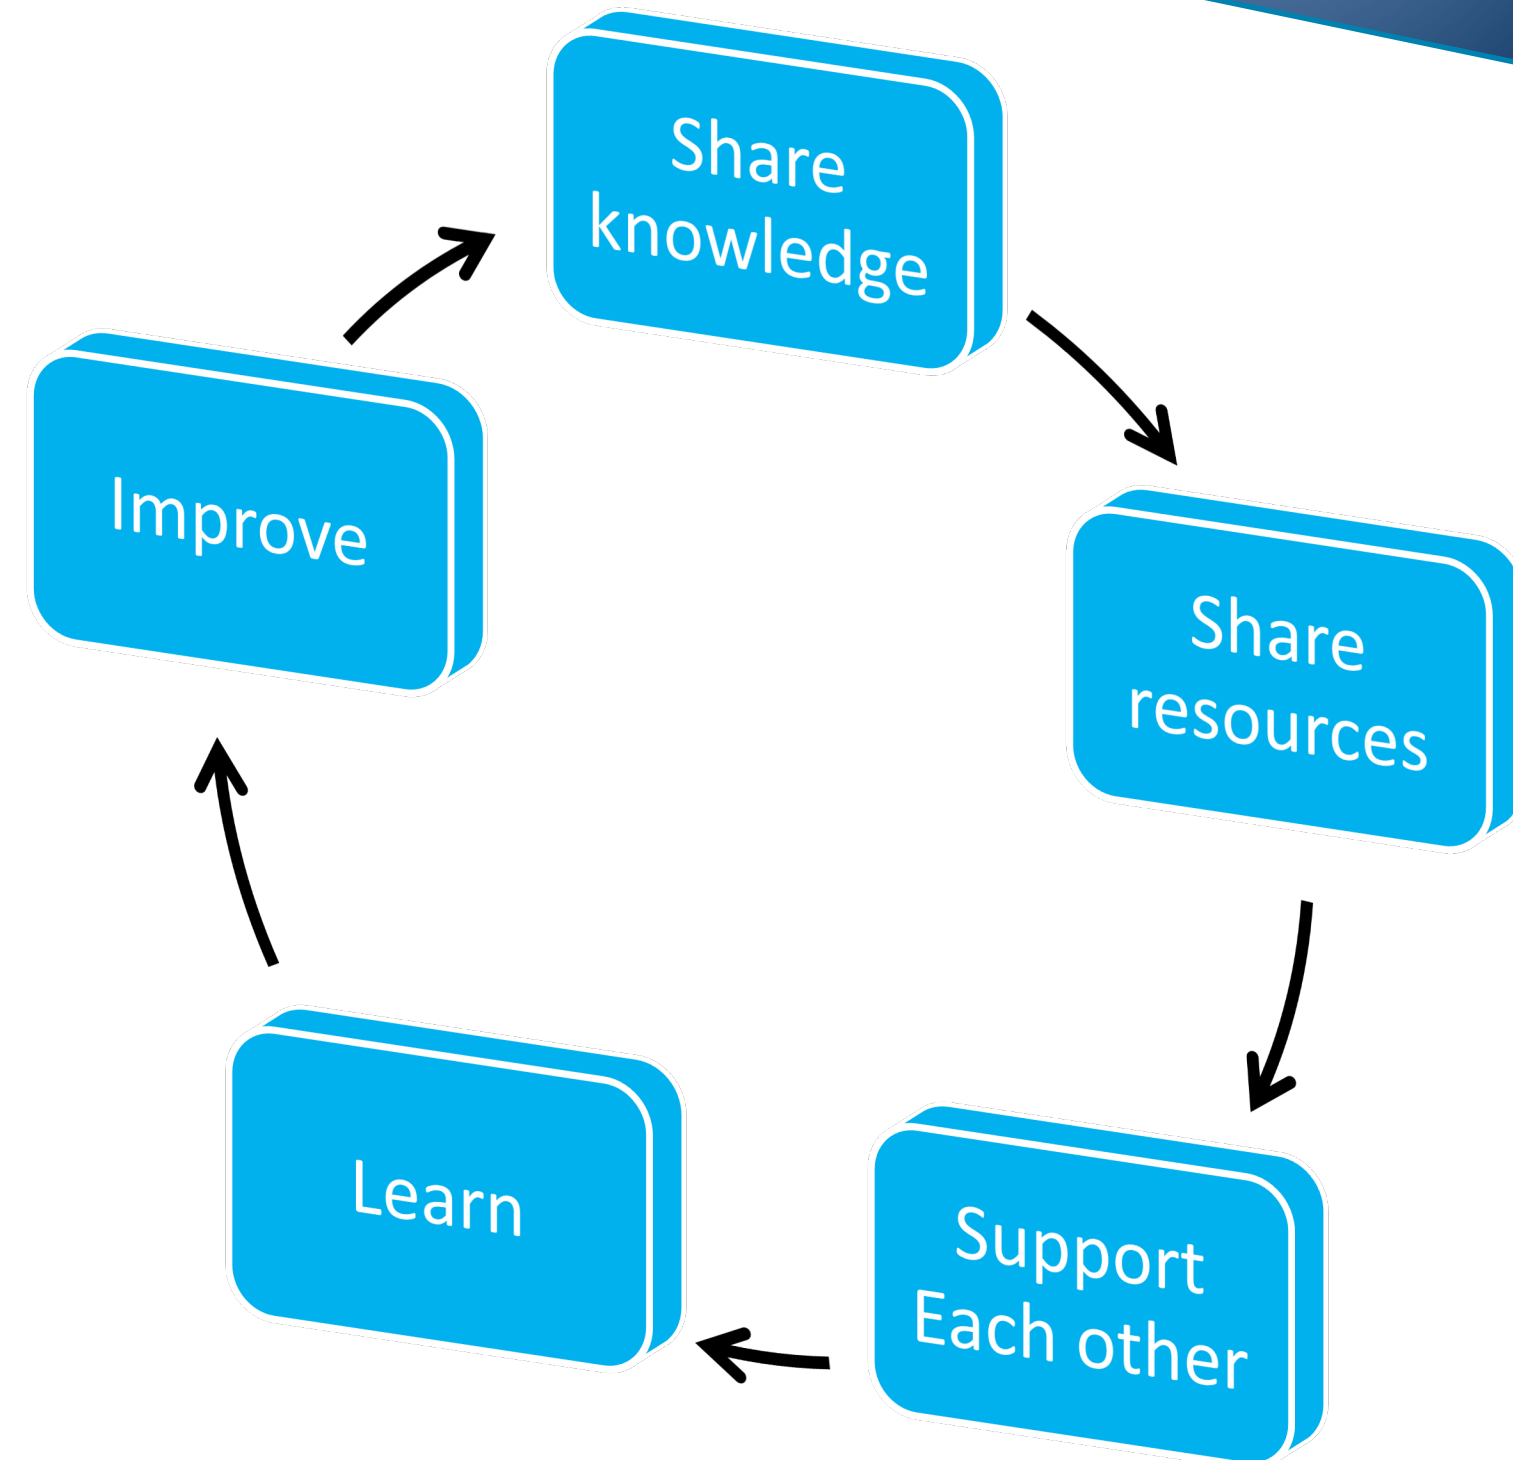 Share
knowledge
Share
resources
Support
Each other
Learn
Improve